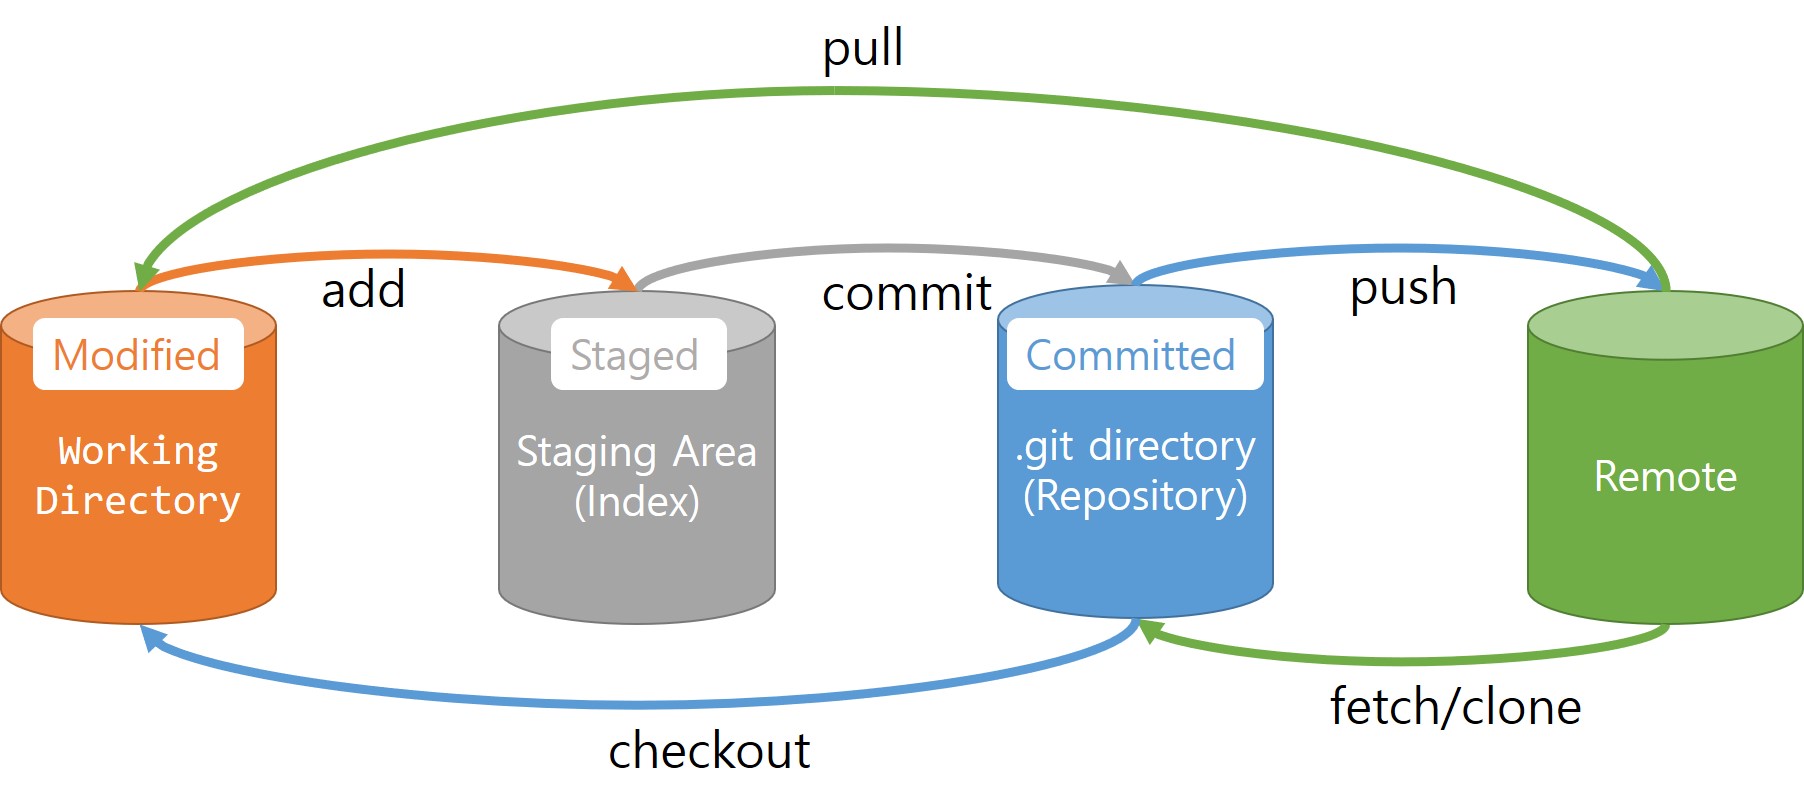 pull
add
commit
push
Modified
Working
Directory
Staged
Staging Area
(Index)
Committed
.git directory
(Repository)
Remote
checkout
fetch/clone